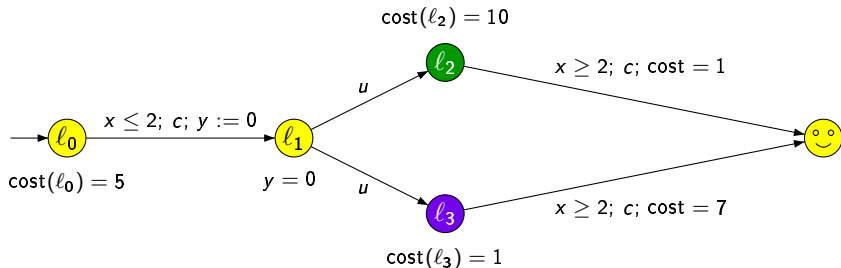 cost(ℓ₂) = 10
ℓ₂
u
x ≥ 2; c; cost = 1
x ≤ 2; c; y := 0
ℓ₀
ℓ₁
cost(ℓ₀) = 5
y = 0
u
ℓ₃
x ≥ 2; c; cost = 7
cost(ℓ₃) = 1